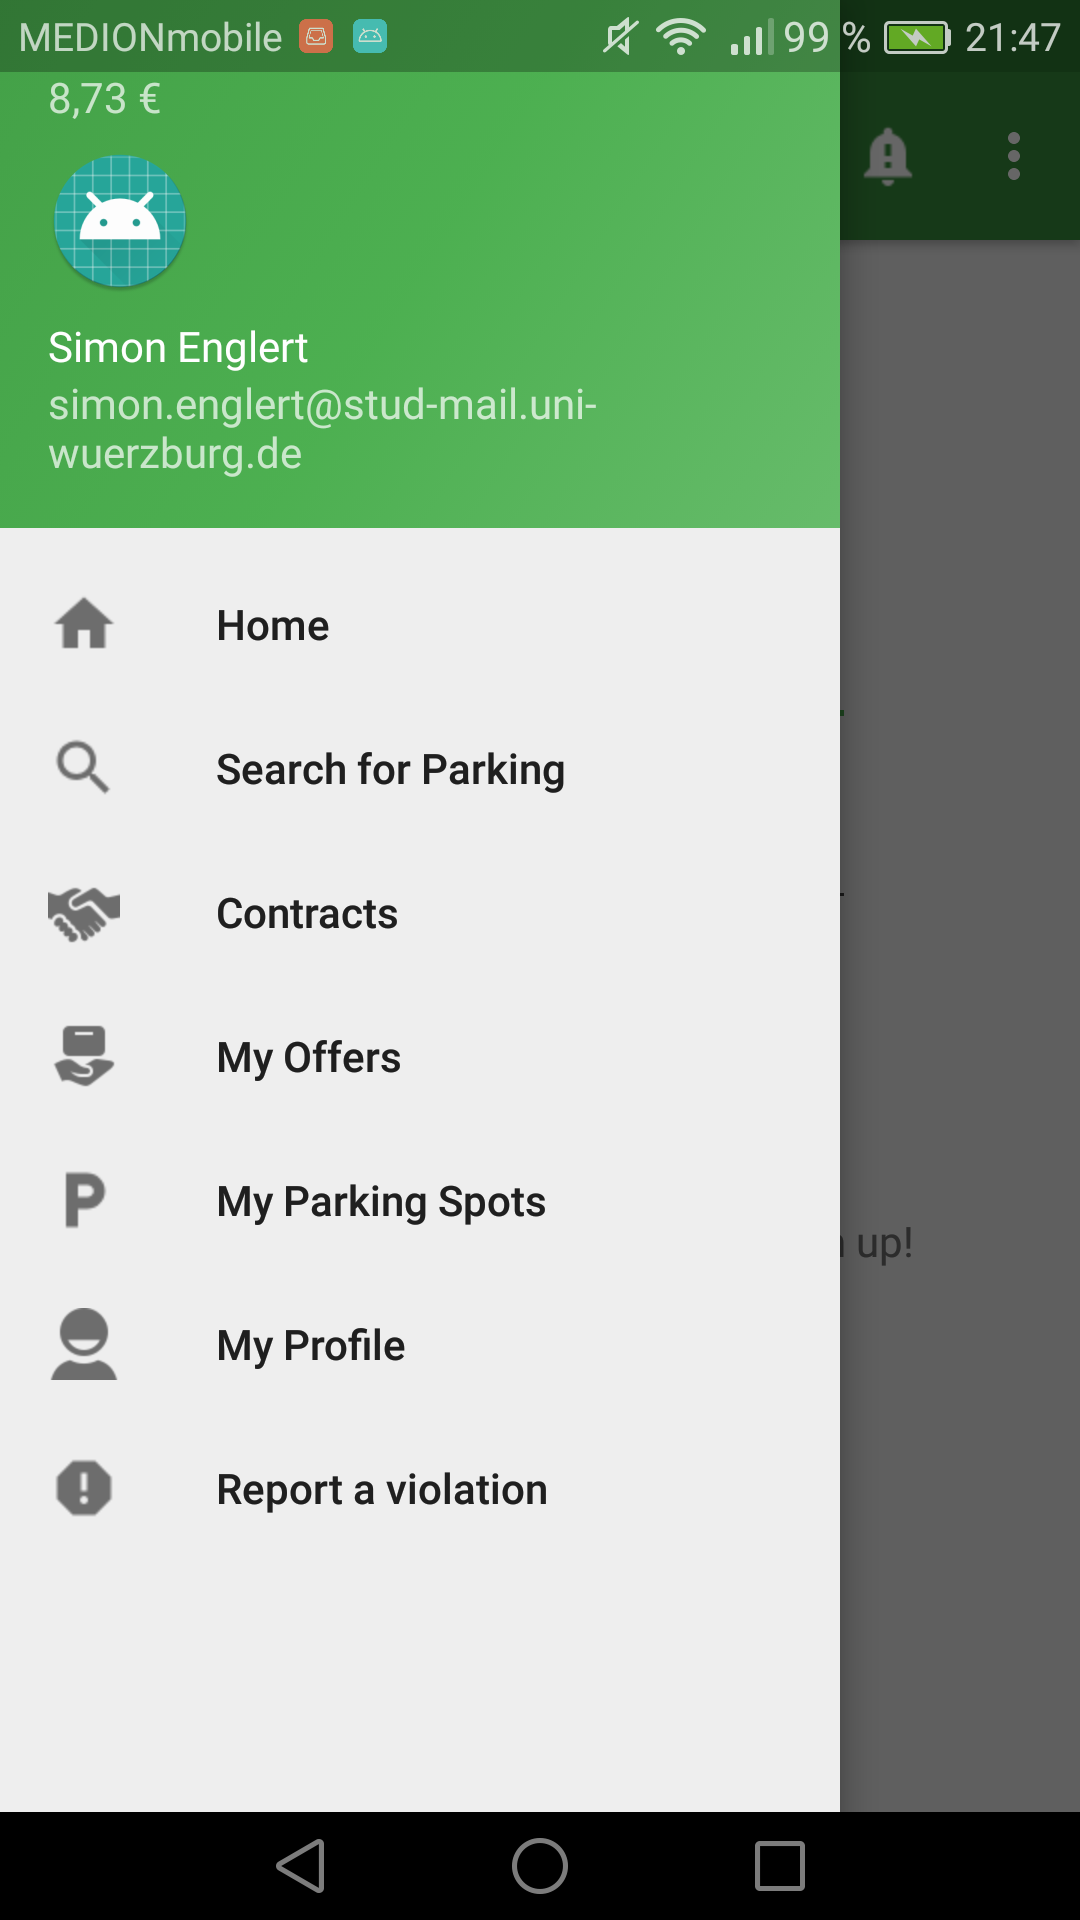 MEDIONmobile 99 % 21:47
8,73 €
Simon Englert
simon.englert@stud-mail.uni-
wuerzburg.de
Home
Search for Parking
Contracts
My Offers
My Parking Spots
up!
My Profile
Report a violation